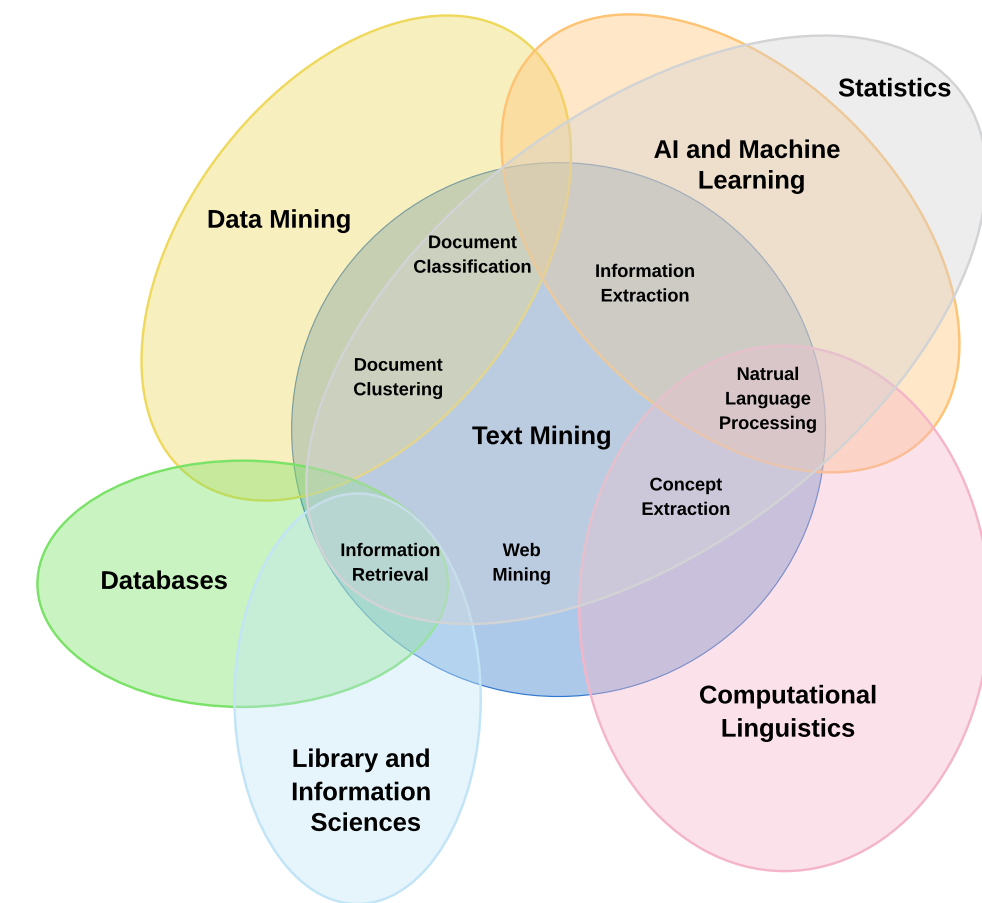 Statistics
AI and Machine
Learning
Data Mining
Document
Classification
Information
Extraction
Document
Clustering
Natrual
Language
Processing
Text Mining
Concept
Extraction
Information
Retrieval
Web
Mining
Databases
Computational
Linguistics
Library and
Information
Sciences